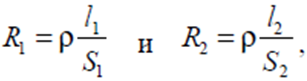 R₁ = ρ l₁/S₁ и R₂ = ρ l₂/S₂,